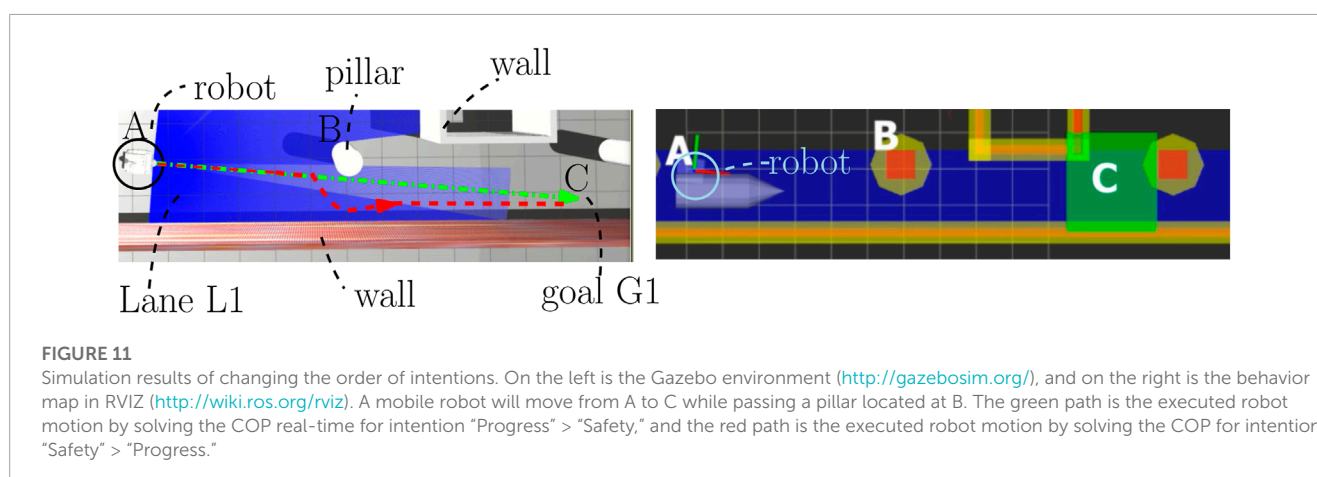 robot
pillar
wall
A
B
C
Lane L1
wall
goal G1
A
B
C
robot
FIGURE 11
Simulation results of changing the order of intentions. On the left is the Gazebo environment (http://gazebosim.org/), and on the right is the behavior
map in RVIZ (http://wiki.ros.org/rviz). A mobile robot will move from A to C while passing a pillar located at B. The green path is the executed robot
motion by solving the COP real-time for intention “Progress” > “Safety,” and the red path is the executed robot motion by solving the COP for intention
“Safety” > “Progress.”